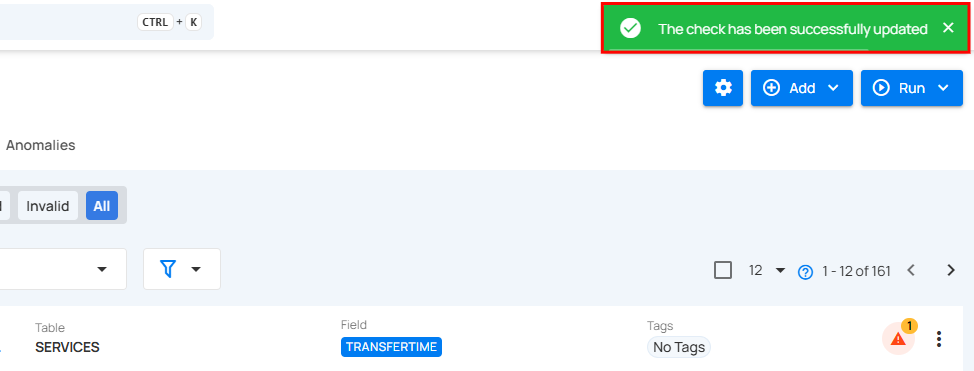 CTRL + K
The check has been successfully updated
Add
Run
Anomalies
Invalid
All
12
1 - 12 of 161
Table
Field
Tags
1
SERVICES
TRANSFERTIME
No Tags